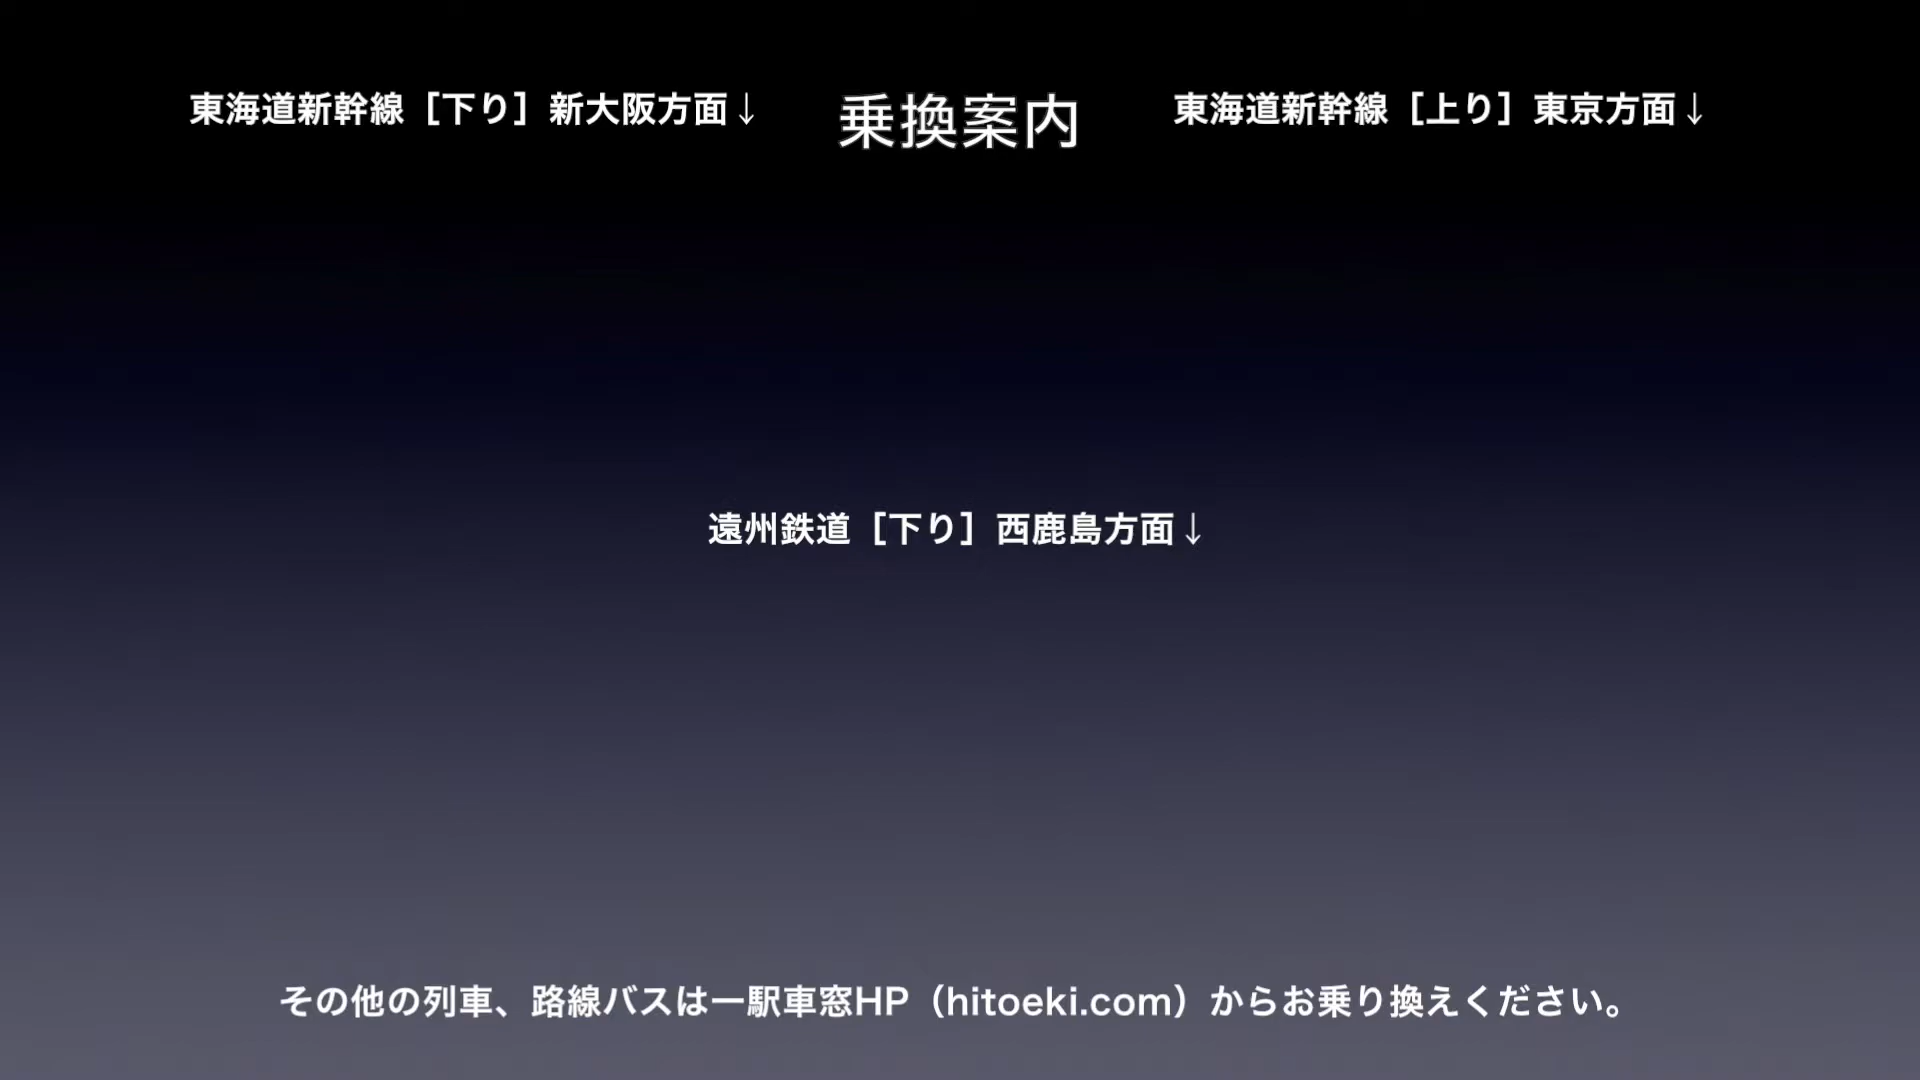 東海道新幹線［下り］新大阪方面↓
乗換案内
東海道新幹線［上り］東京方面↓
遠州鉄道［下り］西鹿島方面↓
その他の列車、路線バスは一駅車窓HP（hitoeki.com）からお乗り換えください。